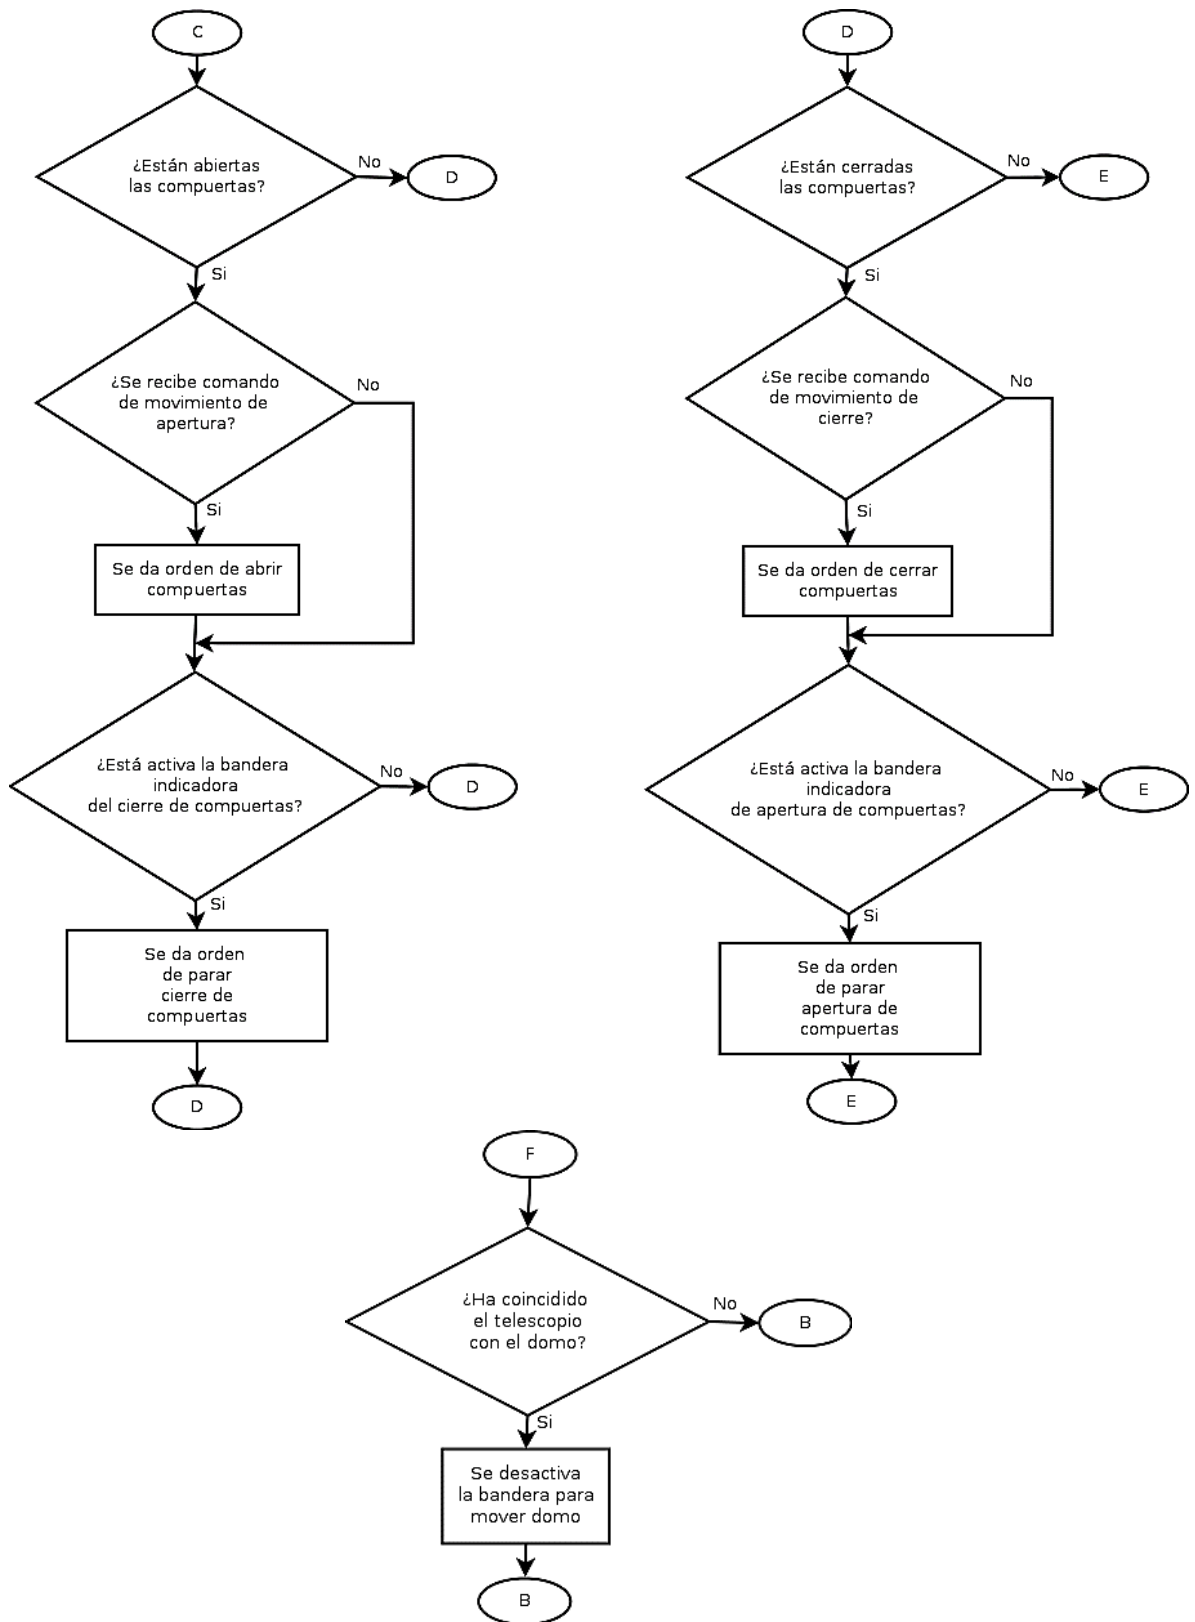 C
¿Están abiertas
las compuertas?
No
D
Si
¿Se recibe comando
de movimiento de
apertura?
No
Si
Se da orden de abrir
compuertas
¿Está activa la bandera
indicadora
del cierre de compuertas?
No
D
Si
Se da orden
de parar
cierre de
compuertas
D
D
¿Están cerradas
las compuertas?
No
E
Si
¿Se recibe comando
de movimiento de
cierre?
No
Si
Se da orden de cerrar
compuertas
¿Está activa la bandera
indicadora
de apertura de compuertas?
No
E
Si
Se da orden
de parar
apertura de
compuertas
E
F
¿Ha coincidido
el telescopio
con el domo?
No
B
Si
Se desactiva
la bandera para
mover domo
B